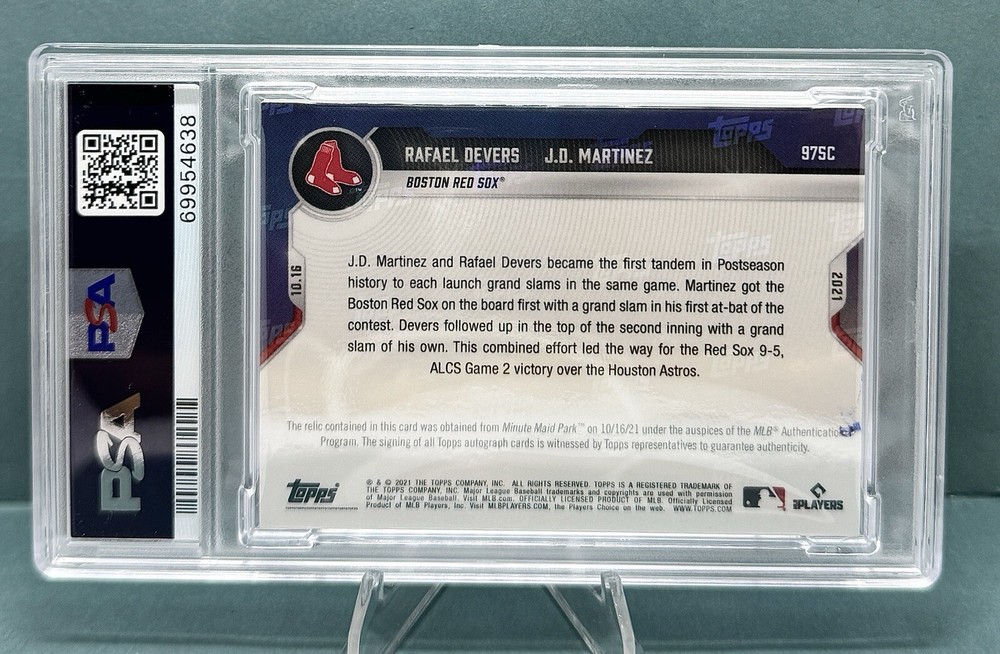 69954638
PSA
PSA
RAFAEL DEVERS J.D. MARTINEZ 975C
BOSTON RED SOX®
10.16
2021
J.D. Martinez and Rafael Devers became the first tandem in Postseason
history to each launch grand slams in the same game. Martinez got the
Boston Red Sox on the board first with a grand slam in his first at-bat of the
contest. Devers followed up in the top of the second inning with a grand
slam of his own. This combined effort led the way for the Red Sox 9-5,
ALCS Game 2 victory over the Houston Astros.
The relic contained in this card was obtained from Minute Maid Park™ on 10/16/21 under the auspices of the MLB® Authentication
Program. The signing of all Topps autograph cards is witnessed by Topps representatives to guarantee authenticity.
Topps
® & © 2021 THE TOPPS COMPANY, INC. ALL RIGHTS RESERVED. TOPPS IS A REGISTERED TRADEMARK OF
THE TOPPS COMPANY, INC. Major League Baseball trademarks and copyrights are used with permission
of Major League Baseball. Visit MLB.com. OFFICIALLY LICENSED PRODUCT OF MLB. Officially Licensed
Product of MLB Players, Inc. Visit MLBPLAYERS.COM, the Players Choice on the web. WWW.TOPPS.COM
PLAYERS